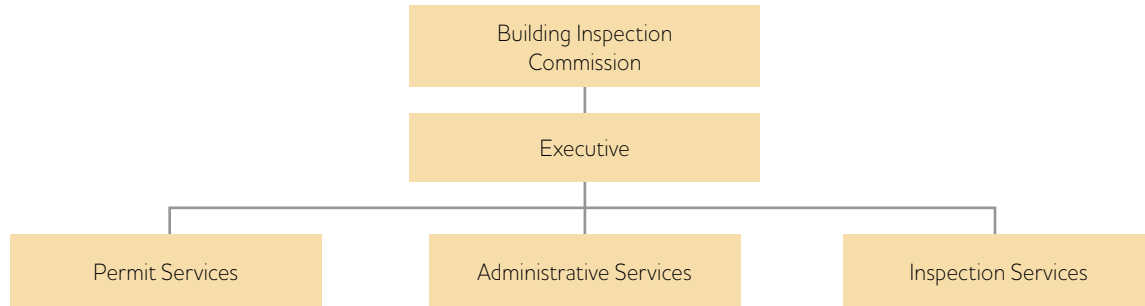 Building Inspection
Commission
Executive
Permit Services
Administrative Services
Inspection Services